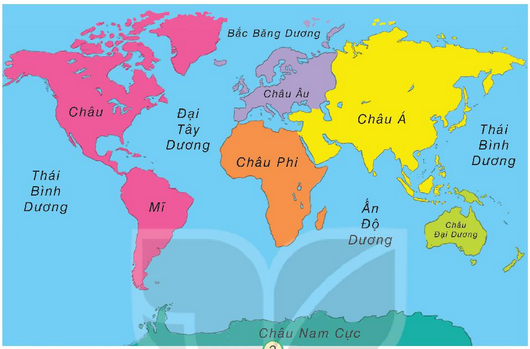 Bắc Băng Dương
Châu Âu
Châu
Đại
Tây
Dương
Châu Á
Thái
Bình
Dương
Châu Phi
Thái
Bình
Dương
Mĩ
Ấn
Độ
Dương
Châu
Đại Dương
Châu Nam Cực